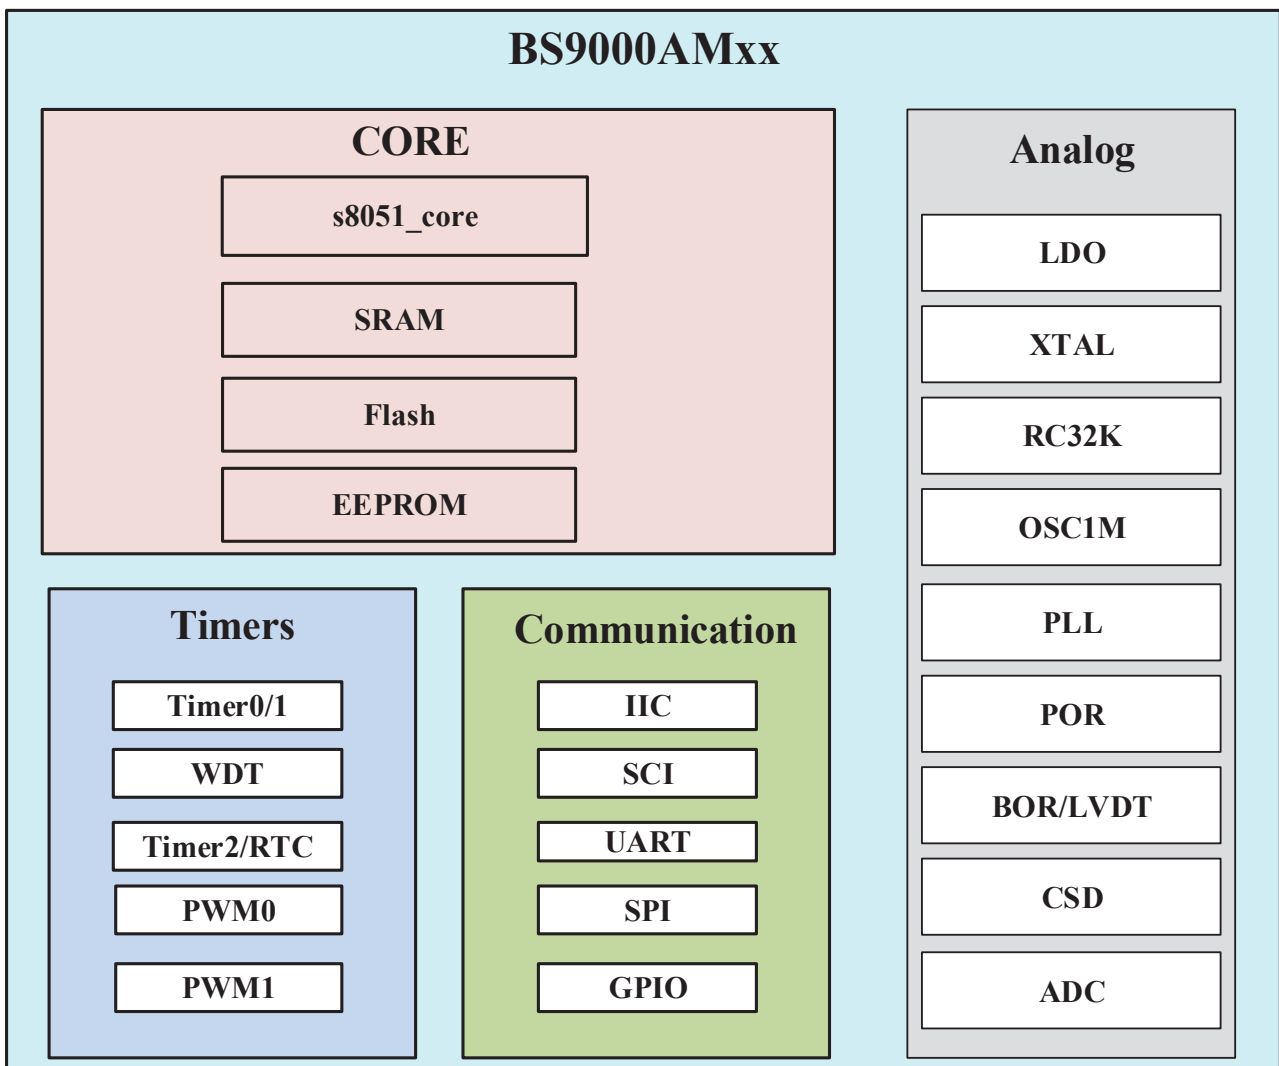 BS9000AMxx
CORE
s8051_core
SRAM
Flash
EEPROM
Timers
Timer0/1
WDT
Timer2/RTC
PWM0
PWM1
Communication
IIC
SCI
UART
SPI
GPIO
Analog
LDO
XTAL
RC32K
OSC1M
PLL
POR
BOR/LVDT
CSD
ADC